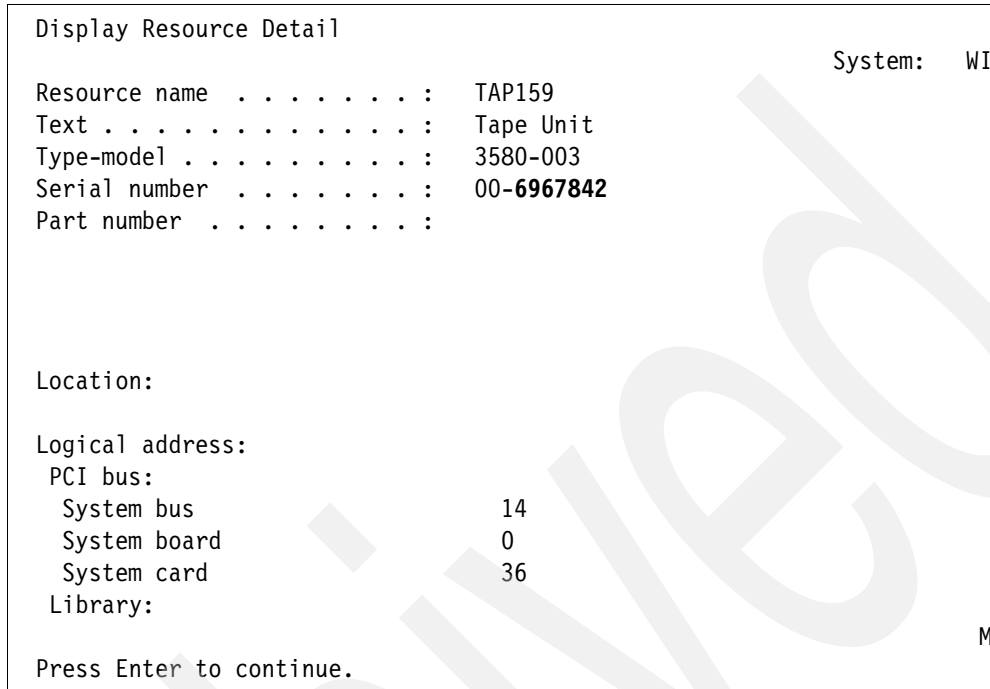 Display Resource Detail
System: WI
Resource name . . . . . . . : TAP159
Text . . . . . . . . . . . . . : Tape Unit
Type-model . . . . . . . . . : 3580-003
Serial number . . . . . . . : 00-6967842
Part number . . . . . . . . :
Location:
Logical address:
PCI bus:
System bus 14
System board 0
System card 36
Library:
M
Press Enter to continue.